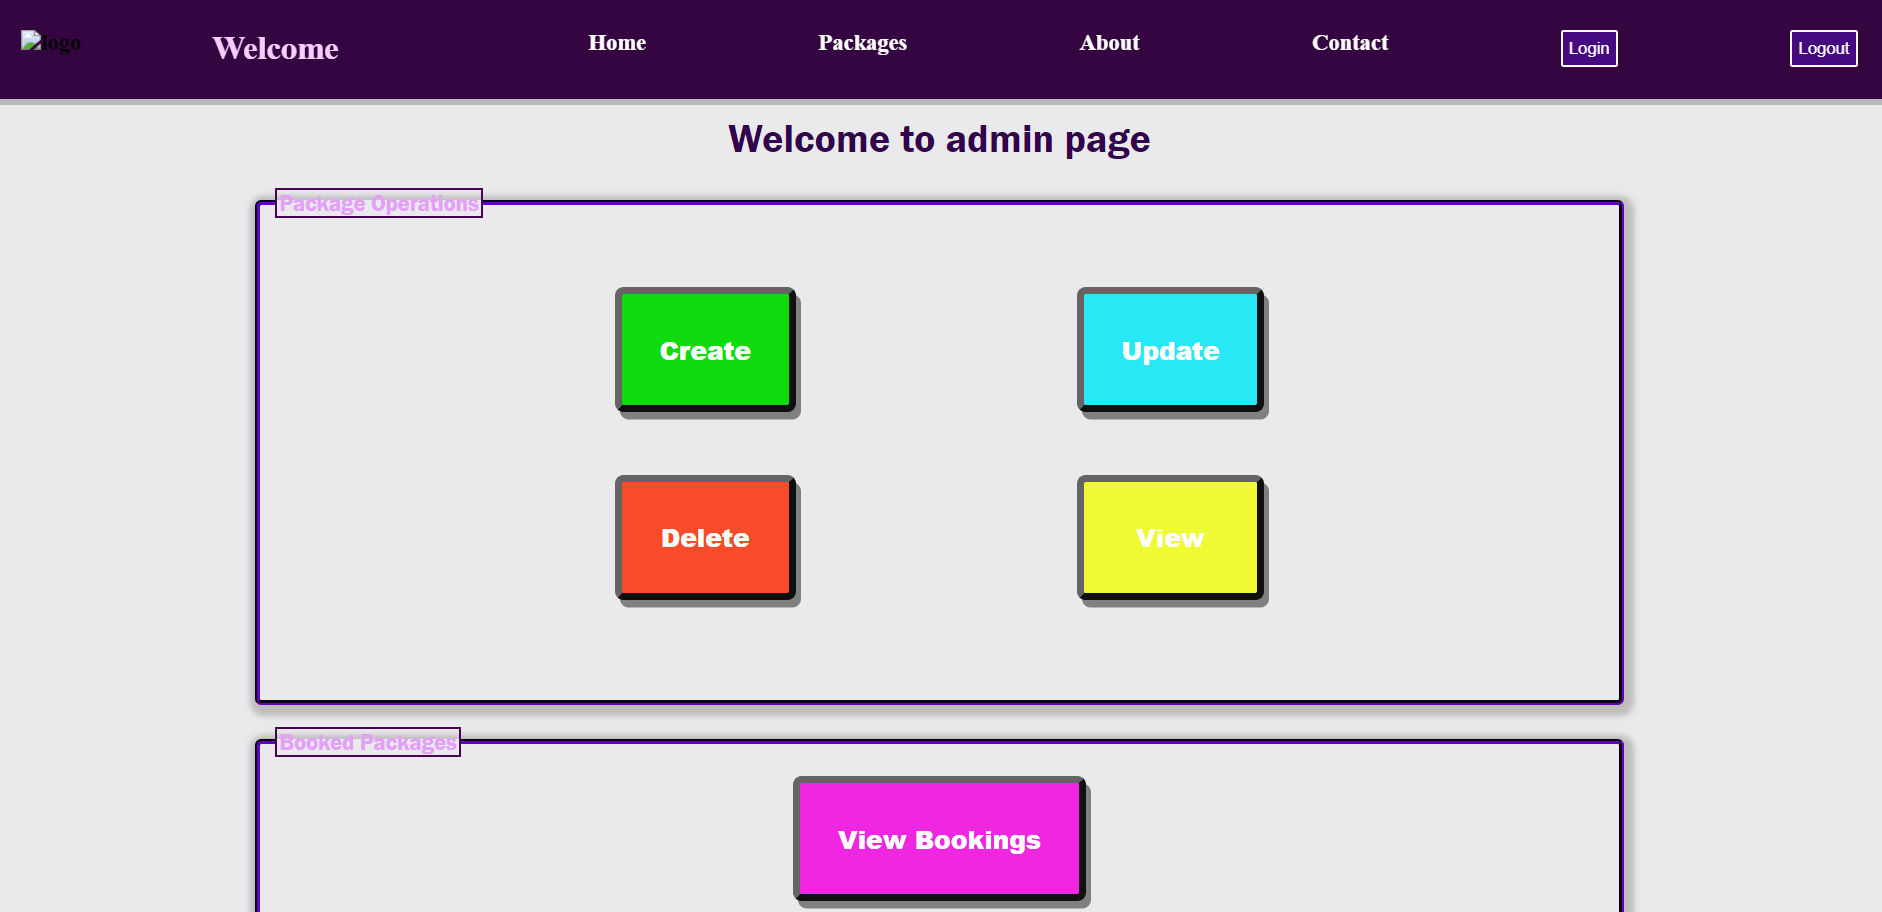 logo
Welcome
Home
Packages
About
Contact
Login
Logout
Welcome to admin page
Package Operations
Create
Update
Delete
View
Booked Packages
View Bookings